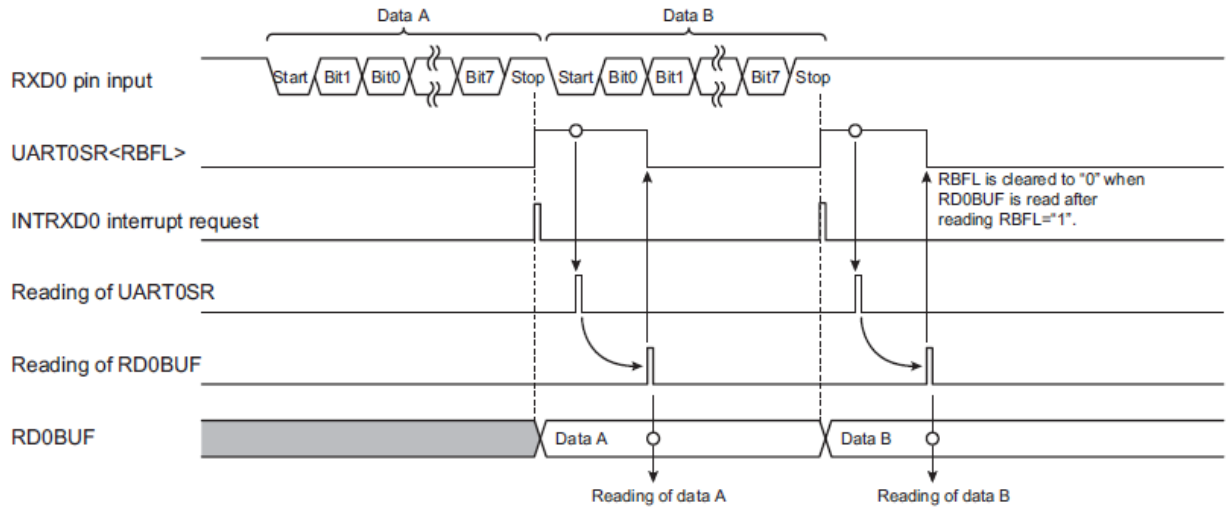 Data A
Data B
RXD0 pin input
Start Bit1 Bit0 Bit7 Stop Start Bit0 Bit1 Bit7 Stop
UART0SR<RBFL>
RBFL is cleared to “0” when
RD0BUF is read after
reading RBFL=“1”.
INTRXD0 interrupt request
Reading of UART0SR
Reading of RD0BUF
RD0BUF
Data A
Data B
Reading of data A
Reading of data B